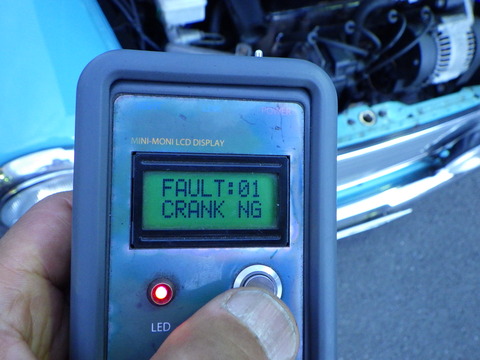 MINI-MONI LCD DISPLAY
FAULT:01
CRANK NG
LED